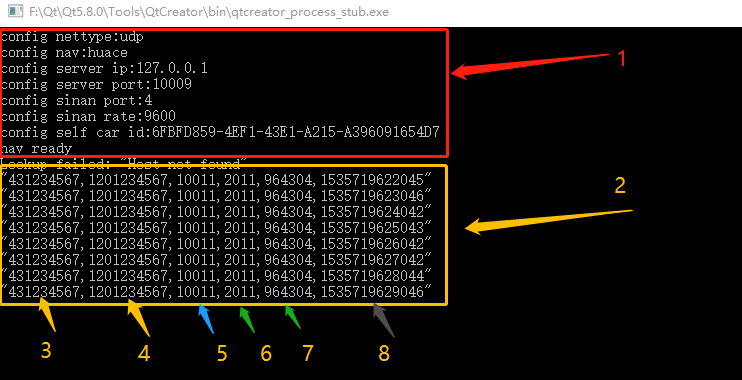 F:\Qt\Qt5.8.0\Tools\QtCreator\bin\qtcreator_process_stub.exe
config nettype:udp
config nav:huace
config server ip:127.0.0.1
config server port:10009
config sinan port:4
config sinan rate:9600
config self car id:6FBFD859-4EF1-43E1-A215-A396091654D7
nav ready
Lookup failed: "Host not found"
"431234567,1201234567,10011,2011,964304,1535719622045"
"431234567,1201234567,10011,2011,964304,1535719623046"
"431234567,1201234567,10011,2011,964304,1535719624042"
"431234567,1201234567,10011,2011,964304,1535719625043"
"431234567,1201234567,10011,2011,964304,1535719626042"
"431234567,1201234567,10011,2011,964304,1535719627042"
"431234567,1201234567,10011,2011,964304,1535719628044"
"431234567,1201234567,10011,2011,964304,1535719629046"
1
2
3 4 5 6 7 8